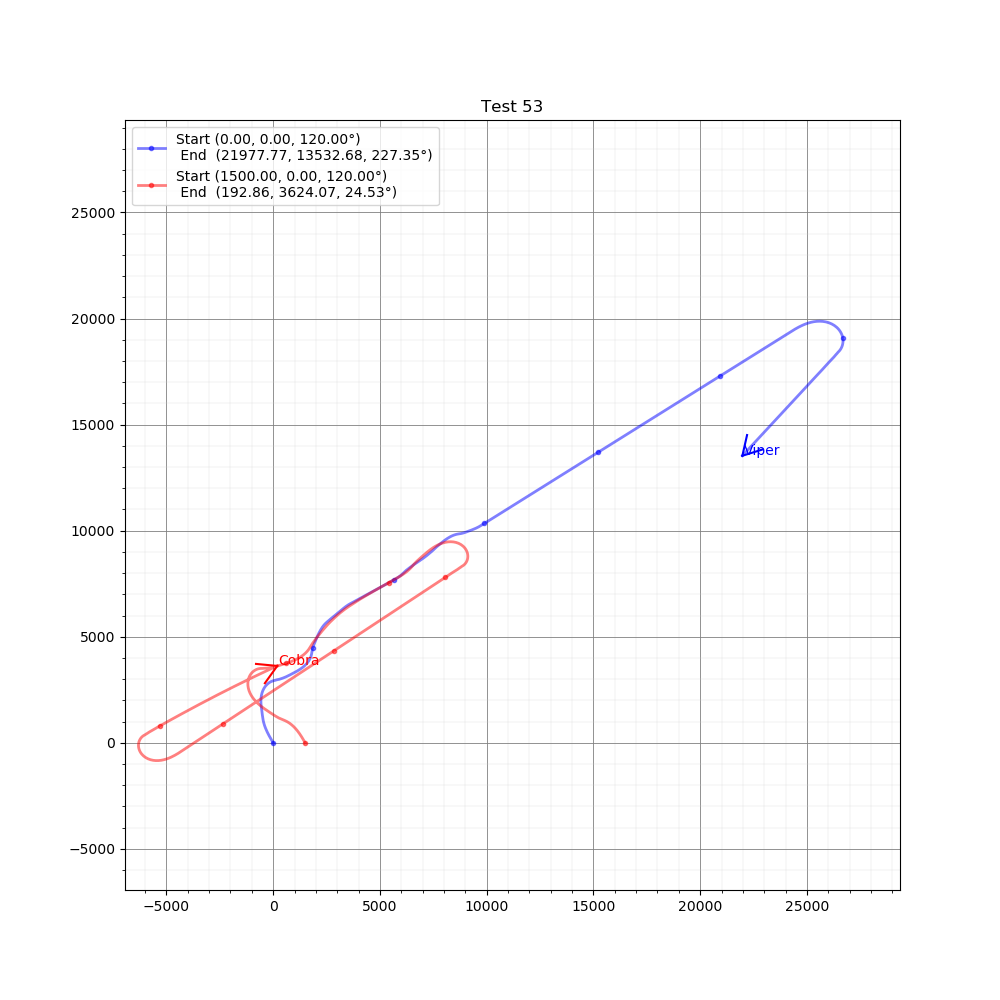 Test 53
Start (0.00, 0.00, 120.00°)
End  (21977.77, 13532.68, 227.35°)
Start (1500.00, 0.00, 120.00°)
End  (192.86, 3624.07, 24.53°)
25000
20000
15000
10000
5000
0
−5000
Viper
Cobra
−5000 0 5000 10000 15000 20000 25000